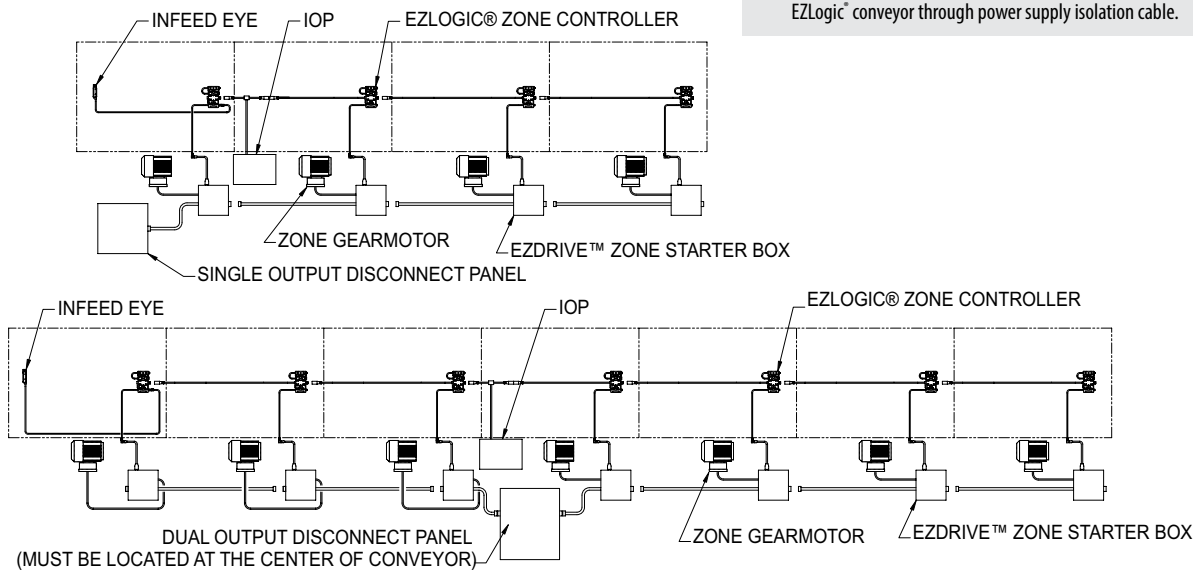 EZLogic® conveyor through power supply isolation cable.
INFEED EYE
IOP
EZLOGIC® ZONE CONTROLLER
ZONE GEARMOTOR
EZDRIVE™ ZONE STARTER BOX
SINGLE OUTPUT DISCONNECT PANEL
INFEED EYE
IOP
EZLOGIC® ZONE CONTROLLER
DUAL OUTPUT DISCONNECT PANEL
(MUST BE LOCATED AT THE CENTER OF CONVEYOR)
ZONE GEARMOTOR
EZDRIVE™ ZONE STARTER BOX